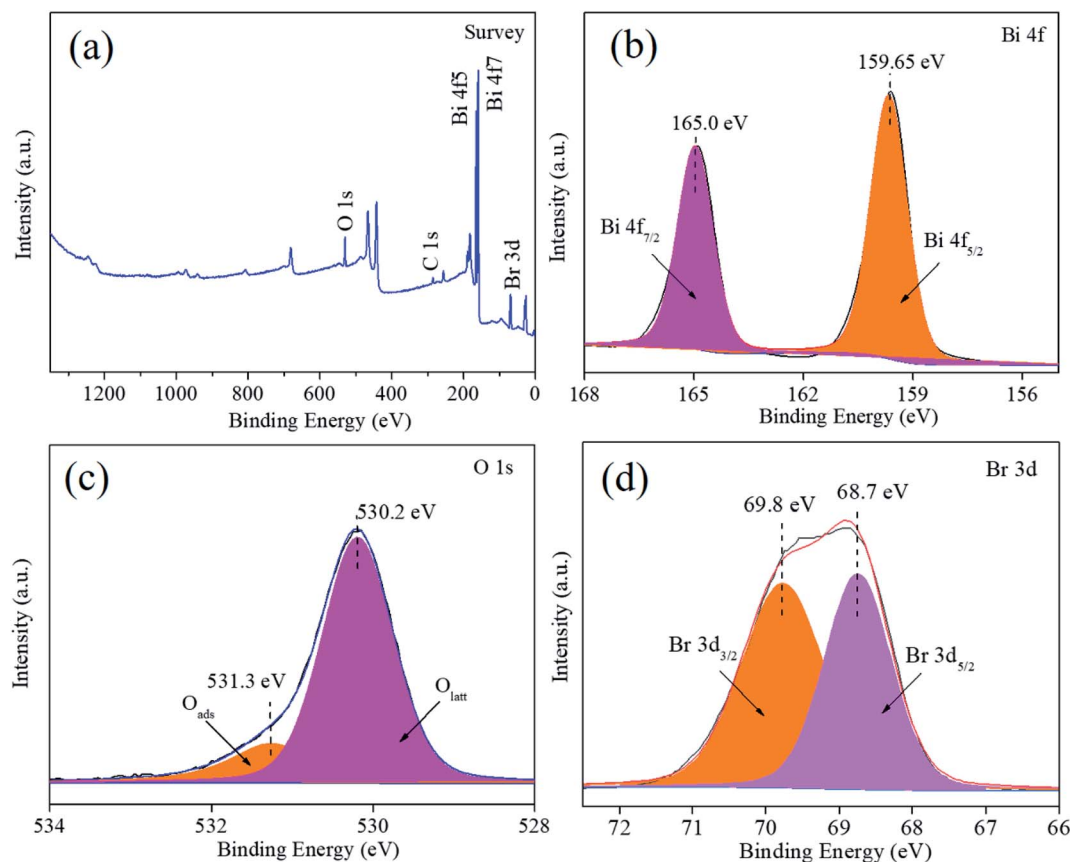 (a)
Survey
Bi 4f5
Bi 4f7
O 1s
C 1s
Br 3d
Intensity (a.u.)
1200 1000 800 600 400 200 0
Binding Energy (eV)
(b)
Bi 4f
159.65 eV
165.0 eV
Bi 4f7/2
Bi 4f5/2
Intensity (a.u.)
168 165 162 159 156
Binding Energy (eV)
(c)
O 1s
530.2 eV
531.3 eV
Oads
Olatt
Intensity (a.u.)
534 532 530 528
Binding Energy (eV)
(d)
Br 3d
69.8 eV 68.7 eV
Br 3d3/2
Br 3d5/2
Intensity (a.u.)
72 71 70 69 68 67 66
Binding Energy (eV)